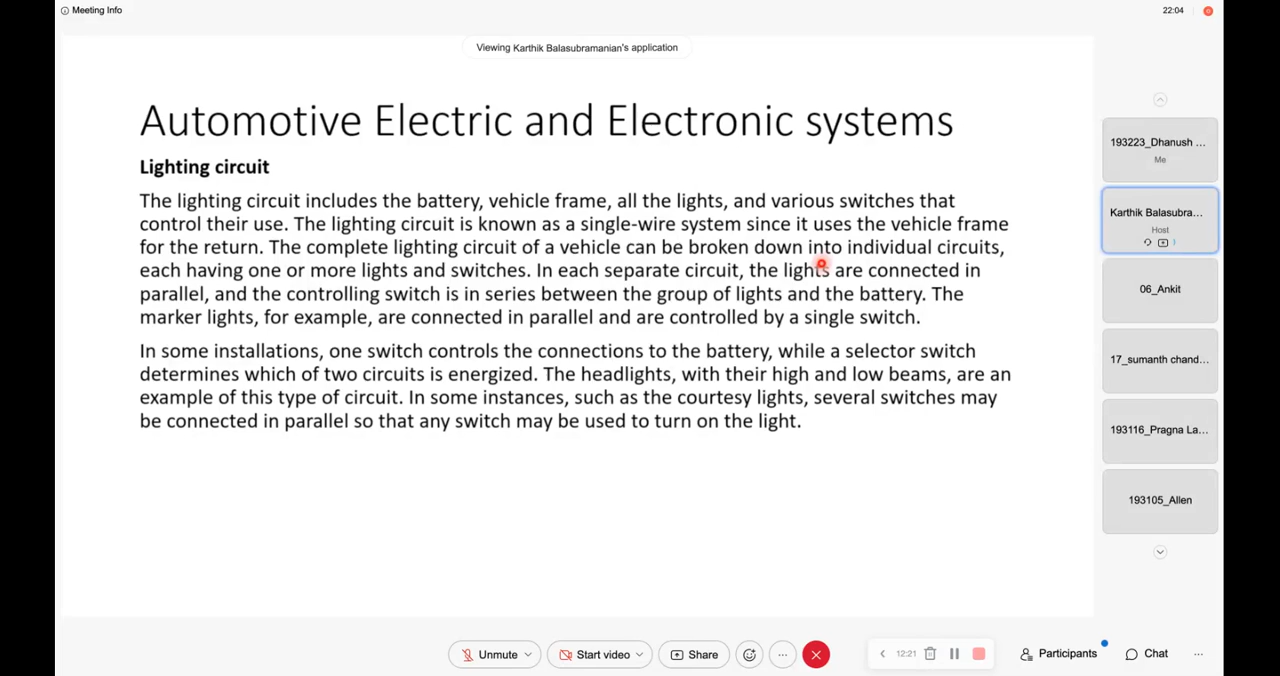 Meeting Info
22:04
Viewing Karthik Balasubramanian's application
Automotive Electric and Electronic systems
Lighting circuit
The lighting circuit includes the battery, vehicle frame, all the lights, and various switches that
control their use. The lighting circuit is known as a single-wire system since it uses the vehicle frame
for the return. The complete lighting circuit of a vehicle can be broken down into individual circuits,
each having one or more lights and switches. In each separate circuit, the lights are connected in
parallel, and the controlling switch is in series between the group of lights and the battery. The
marker lights, for example, are connected in parallel and are controlled by a single switch.
In some installations, one switch controls the connections to the battery, while a selector switch
determines which of two circuits is energized. The headlights, with their high and low beams, are an
example of this type of circuit. In some instances, such as the courtesy lights, several switches may
be connected in parallel so that any switch may be used to turn on the light.
193223_Dhanush ...
Me
Karthik Balasubra...
Host
06_Ankit
17_sumanth chand...
193116_Pragna La...
193105_Allen
Unmute
Start video
Share
12:21
Participants
Chat